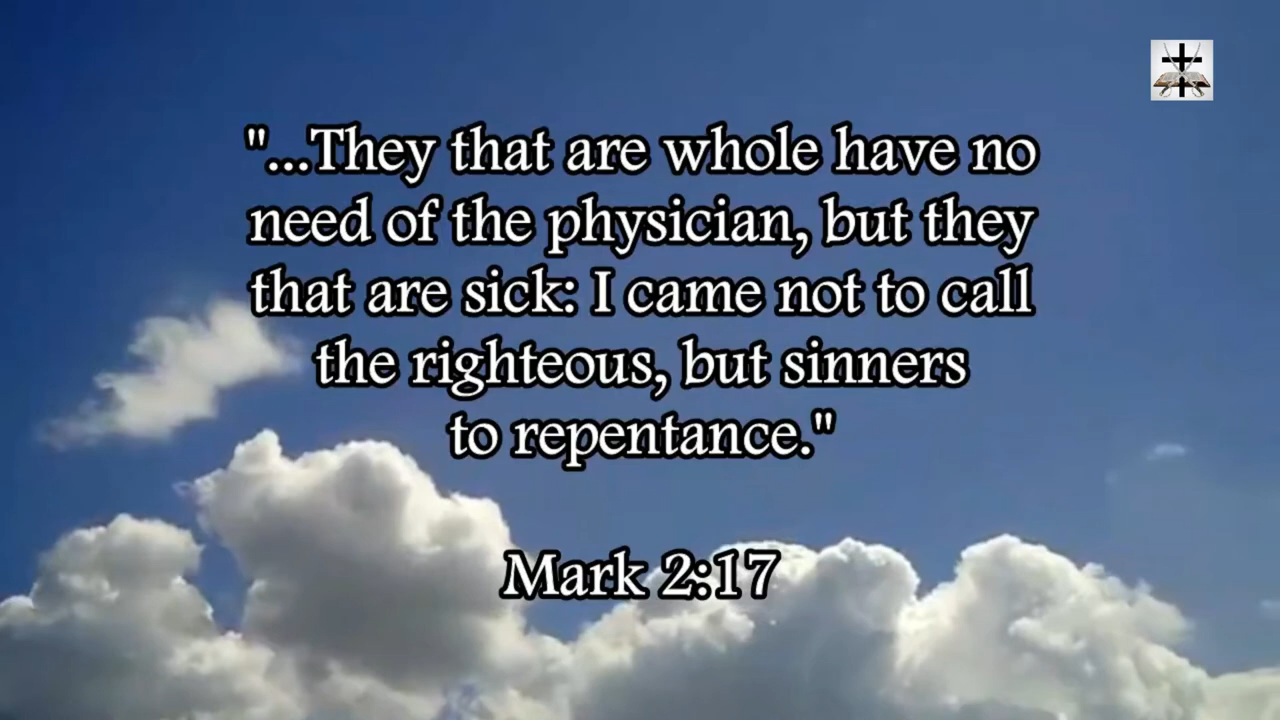 "...They that are whole have no
need of the physician, but they
that are sick: I came not to call
the righteous, but sinners
to repentance."
Mark 2:17